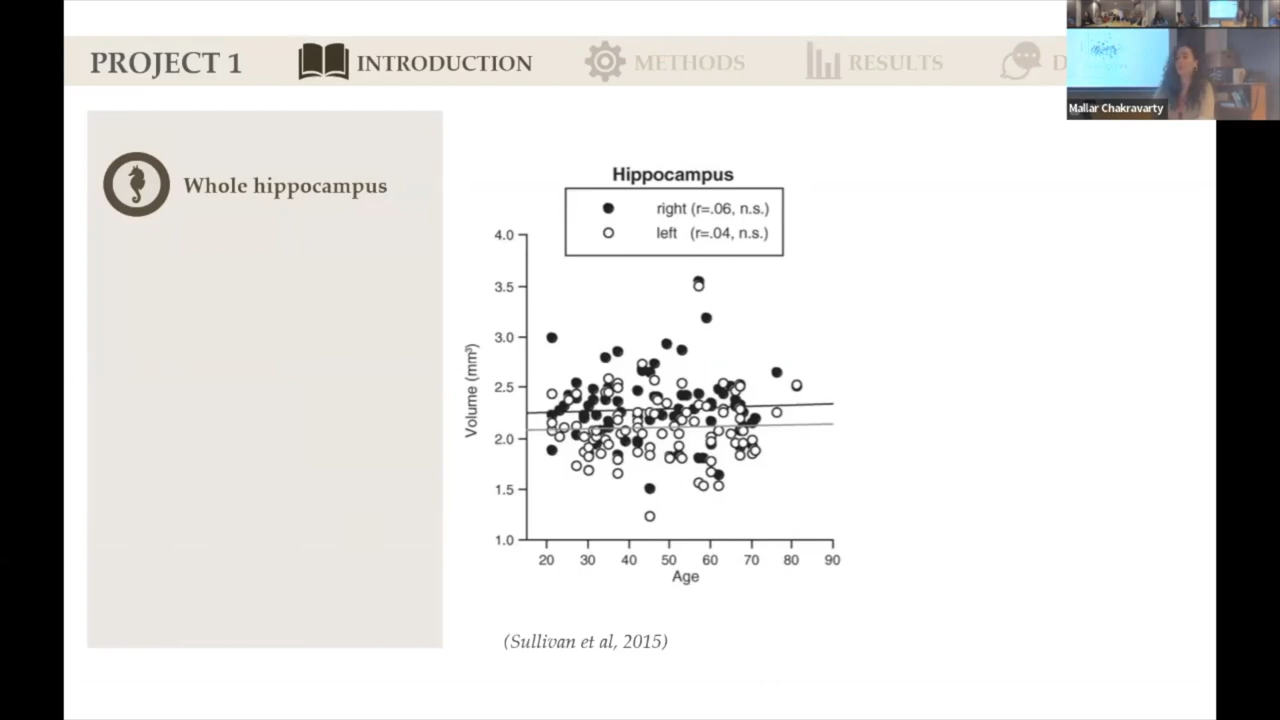 PROJECT 1
INTRODUCTION
METHODS
RESULTS
D
Mallar Chakravarty
Whole hippocampus
Hippocampus
right (r=.06, n.s.)
left (r=.04, n.s.)
4.0
3.5
3.0
2.5
2.0
1.5
1.0
Volume (mm³)
20 30 40 50 60 70 80 90
Age
(Sullivan et al, 2015)